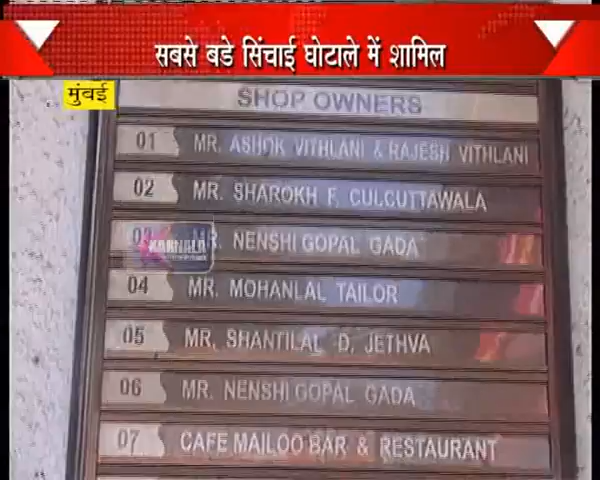 सबसे बडे सिंचाई घोटाले में शामिल
मुंबई
SHOP OWNERS
01 MR. ASHOK VITHLANI & RAJESH VITHLANI
02 MR. SHAROKH F. CULCUTTAWALA
03 MR. NENSHI GOPAL GADA
KARNALA
04 MR. MOHANLAL TAILOR
05 MR. SHANTILAL D. JETHVA
06 MR. NENSHI GOPAL GADA
07 CAFE MAILOO BAR & RESTAURANT